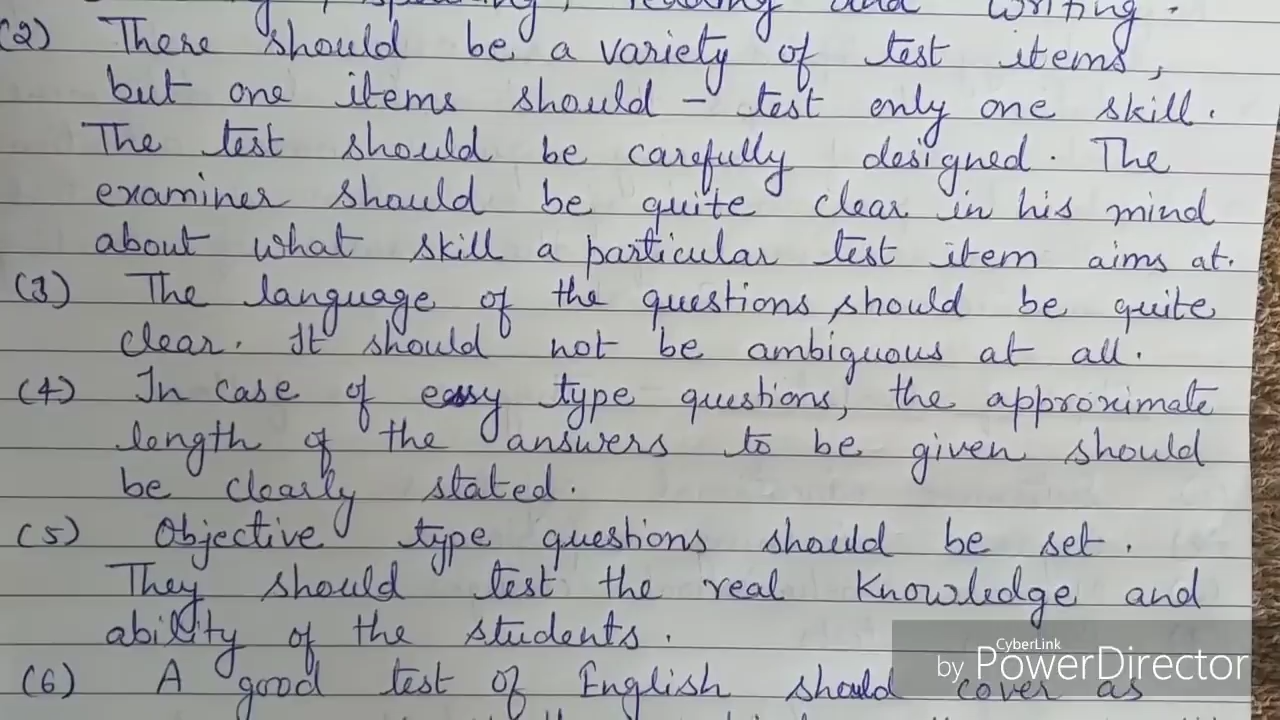 speaking, reading and writing.
(2) There should be a variety of test items,
but one items should - test only one skill.
The test should be carefully designed. The
examiner should be quite clear in his mind
about what skill a particular test item aims at.
(3) The language of the questions should be quite
clear. It should not be ambiguous at all.
(4) In case of easy type questions, the approximate
length of the answers to be given should
be clearly stated.
(5) Objective type questions should be set.
They should test the real knowledge and
ability of the students.
(6) A good test of English should cover as
CyberLink
by PowerDirector